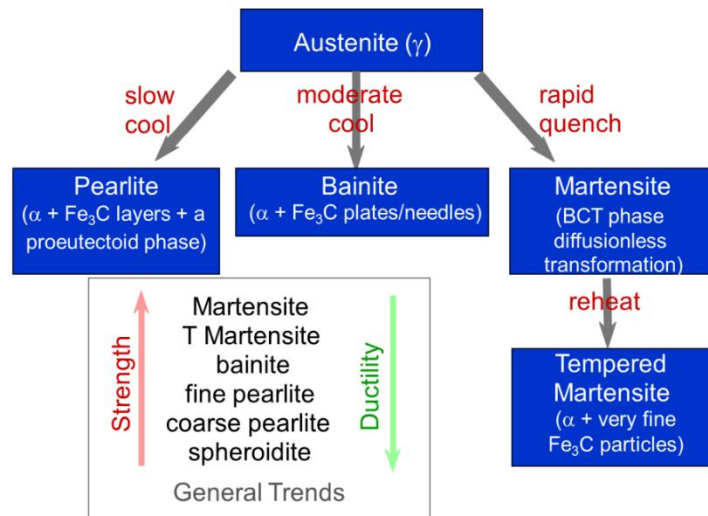 Austenite (γ)
slow
cool
moderate
cool
rapid
quench
Pearlite
(α + Fe₃C layers + a
proeutectoid phase)
Bainite
(α + Fe₃C plates/needles)
Martensite
(BCT phase
diffusionless
transformation)
reheat
Tempered
Martensite
(α + very fine
Fe₃C particles)
Strength
Martensite
T Martensite
bainite
fine pearlite
coarse pearlite
spheroidite
Ductility
General Trends